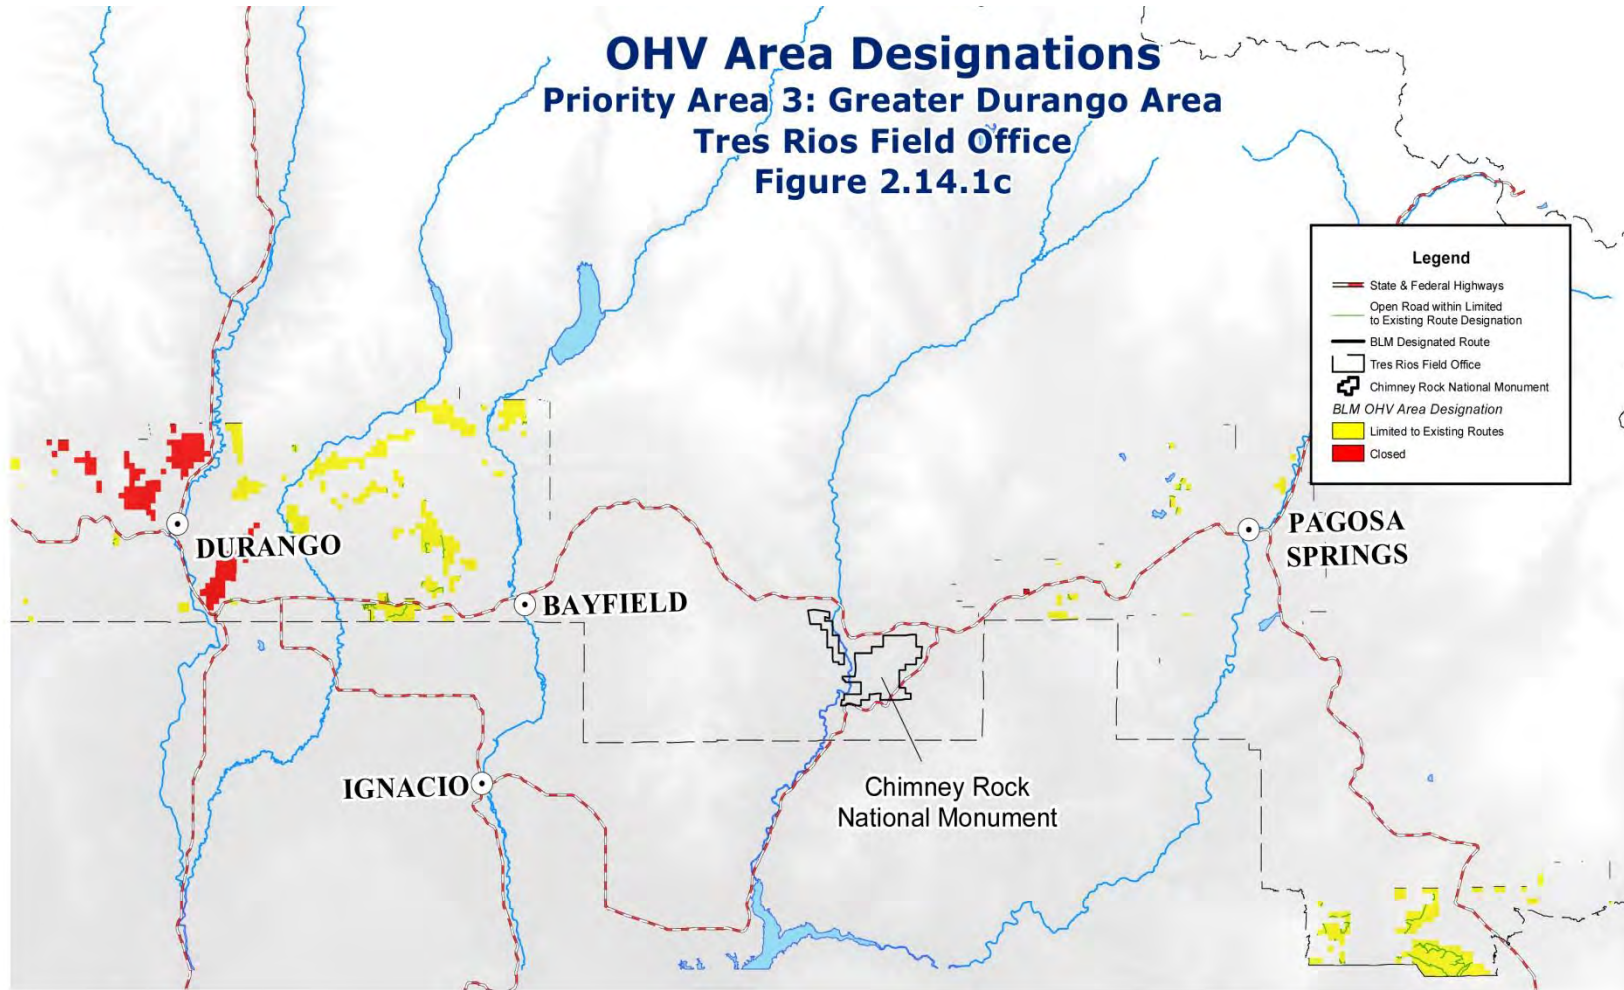 OHV Area Designations
Priority Area 3: Greater Durango Area
Tres Rios Field Office
Figure 2.14.1c
Legend
State & Federal Highways
Open Road within Limited
to Existing Route Designation
BLM Designated Route
Tres Rios Field Office
Chimney Rock National Monument
BLM OHV Area Designation
Limited to Existing Routes
Closed
DURANGO
PAGOSA
SPRINGS
BAYFIELD
IGNACIO
Chimney Rock
National Monument